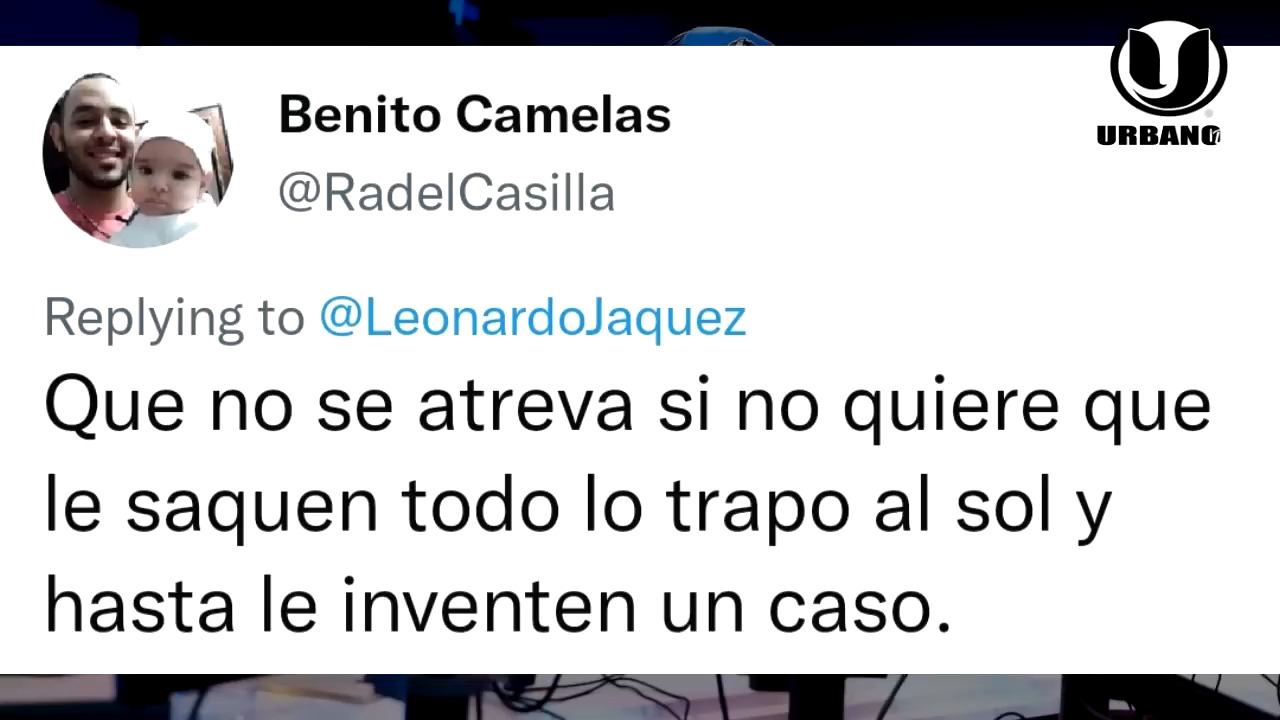 Benito Camelas
@RadelCasilla
URBANO
Replying to @LeonardoJaquez
Que no se atreva si no quiere que
le saquen todo lo trapo al sol y
hasta le inventen un caso.